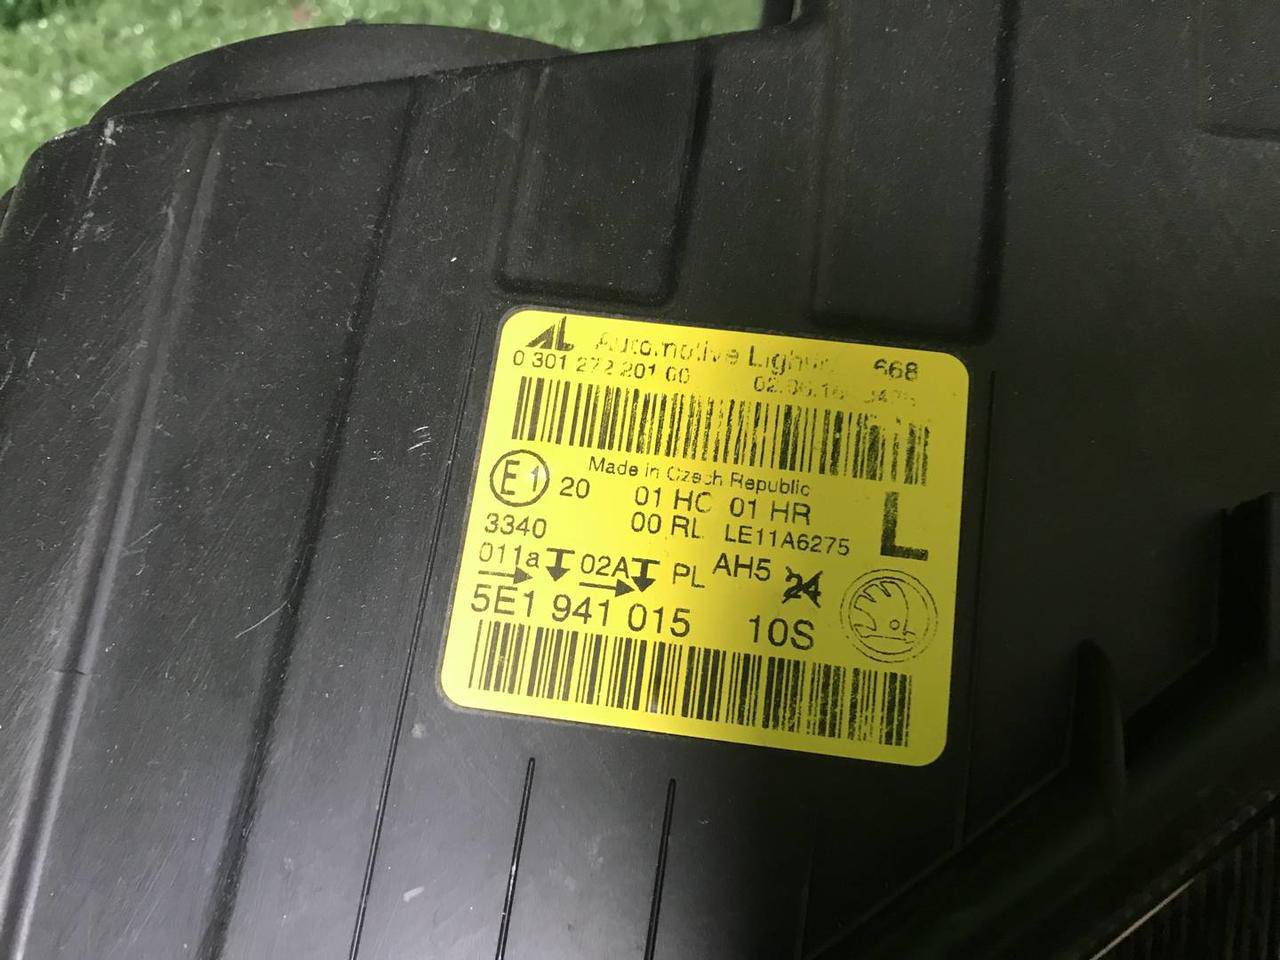 AL Automotive 668
0 301 272 201 00
Made in Czech Republic
E1 20 01 HC 01 HR L
3340 00 RL LE11A6275
011a 02A PL AH5 24
5E1 941 015 10S